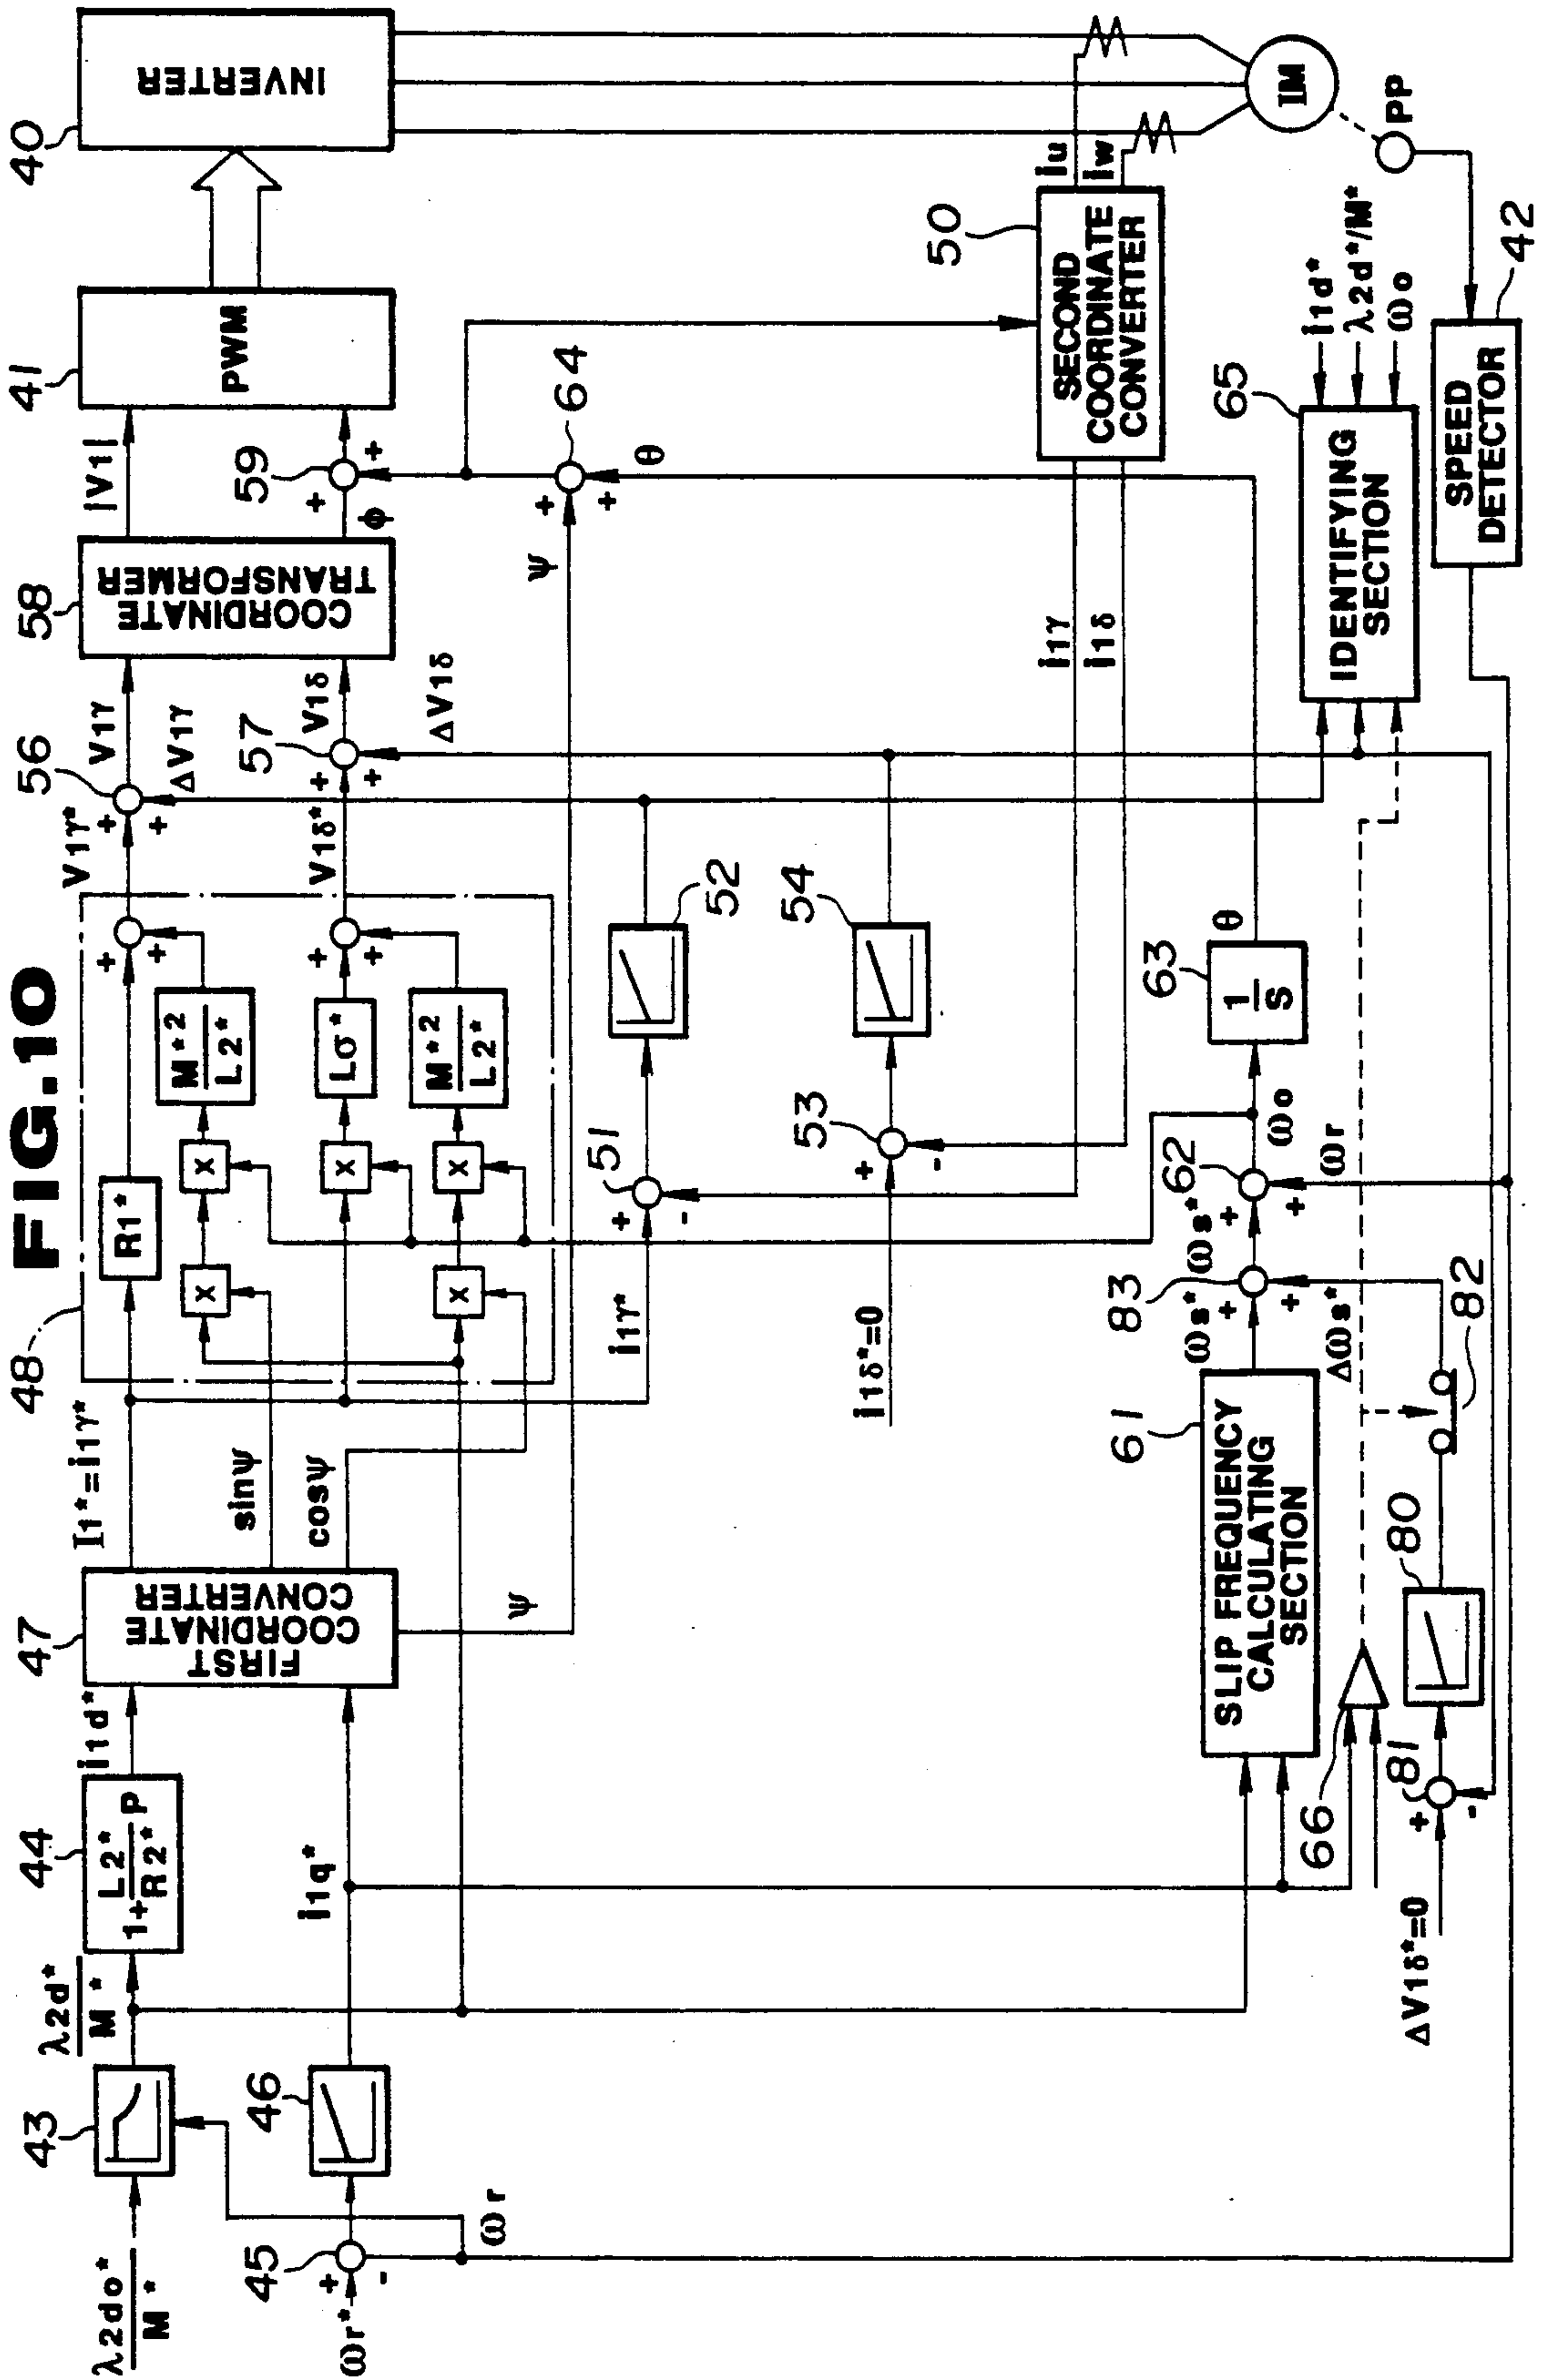 FIG.10
λ2do*
M*
43
λ2d*
M*
44
1+ L2*
R2* P
i1d*
47
FIRST
COORDINATE
CONVERTER
I1*=i1γ*
sinψ
cosψ
ψ
48
R1*
X
X
M*2
L2*
X
Lσ*
X
X
M*2
L2*
+
+
+
+
V1γ*
56
+
+
V1γ
ΔV1γ
V1δ*
57
+
+
V1δ
ΔV1δ
58
COORDINATE
TRANSFORMER
|V1|
φ
59
+
+
41
PWM
40
INVERTER
ωr*
+
-
45
46
ωr
i1q*
i1γ*
+
-
51
52
ψ
+
+
64
θ
i1δ*=0
+
-
53
54
i1γ
i1δ
50
SECOND
COORDINATE
CONVERTER
iu
iw
IM
PP
61
SLIP FREQUENCY
CALCULATING
SECTION
ωs*
83
+
+
Δωs*
ωs*
62
+
+
ωr
ωo
63
1
S
θ
66
65
IDENTIFYING
SECTION
i1d*
λ2d*/M*
ωo
ΔV1δ*=0
+
-
81
80
82
SPEED
DETECTOR
42